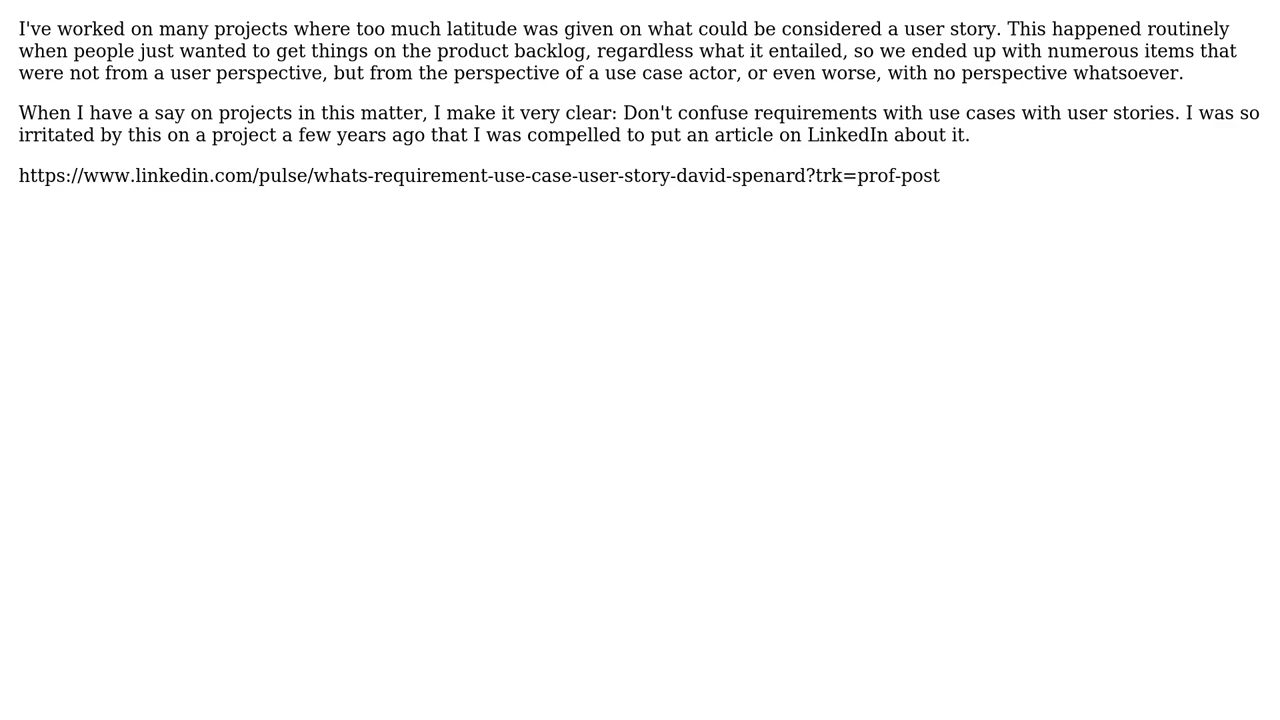 I've worked on many projects where too much latitude was given on what could be considered a user story. This happened routinely
when people just wanted to get things on the product backlog, regardless what it entailed, so we ended up with numerous items that
were not from a user perspective, but from the perspective of a use case actor, or even worse, with no perspective whatsoever.
When I have a say on projects in this matter, I make it very clear: Don't confuse requirements with use cases with user stories. I was so
irritated by this on a project a few years ago that I was compelled to put an article on LinkedIn about it.
https://www.linkedin.com/pulse/whats-requirement-use-case-user-story-david-spenard?trk=prof-post